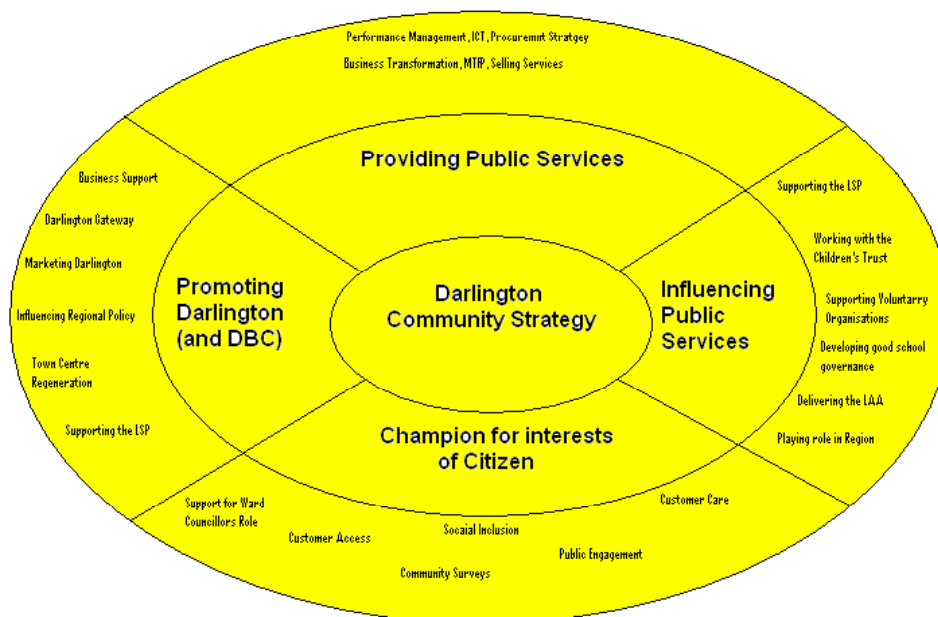 Performance Management, ICT, Procuremnt Stratgey
Business Transformation, MTFP, Selling Services
Providing Public Services
Business Support
Darlington Gateway
Marketing Darlington
Influencing Regional Policy
Town Centre
Regeneration
Supporting the LSP
Promoting
Darlington
(and DBC)
Darlington
Community Strategy
Influencing
Public
Services
Supporting the LSP
Working with the
Children's Trust
Supporting Voluntarry
Organisations
Developing good school
governance
Delivering the LAA
Playing role in Region
Champion for interests
of Citizen
Support for Ward
Councillors Role
Customer Access
Socaial Inclusion
Customer Care
Community Surveys
Public Engagement